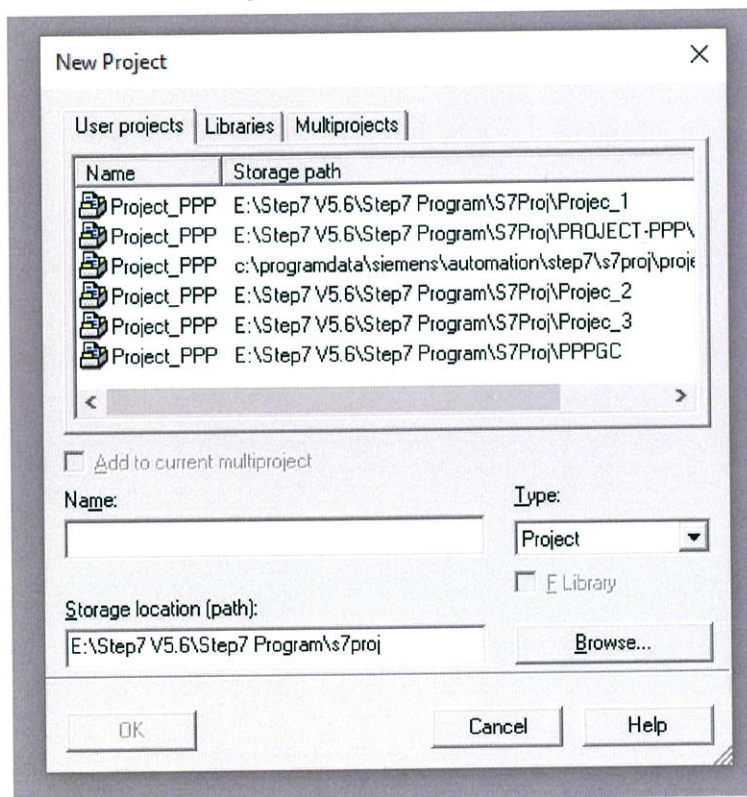 New Project
User projects Libraries Multiprojects
Name Storage path
Project_PPP E:\Step7 V5.6\Step7 Program\S7Proj\Projec_1
Project_PPP E:\Step7 V5.6\Step7 Program\S7Proj\PROJECT-PPP\
Project_PPP c:\programdata\siemens\automation\step7\s7proj\proje
Project_PPP E:\Step7 V5.6\Step7 Program\S7Proj\Projec_2
Project_PPP E:\Step7 V5.6\Step7 Program\S7Proj\Projec_3
Project_PPP E:\Step7 V5.6\Step7 Program\S7Proj\PPPGC
Add to current multiproject
Name: Type:
Project
F Library
Storage location (path):
E:\Step7 V5.6\Step7 Program\s7proj Browse...
OK Cancel Help